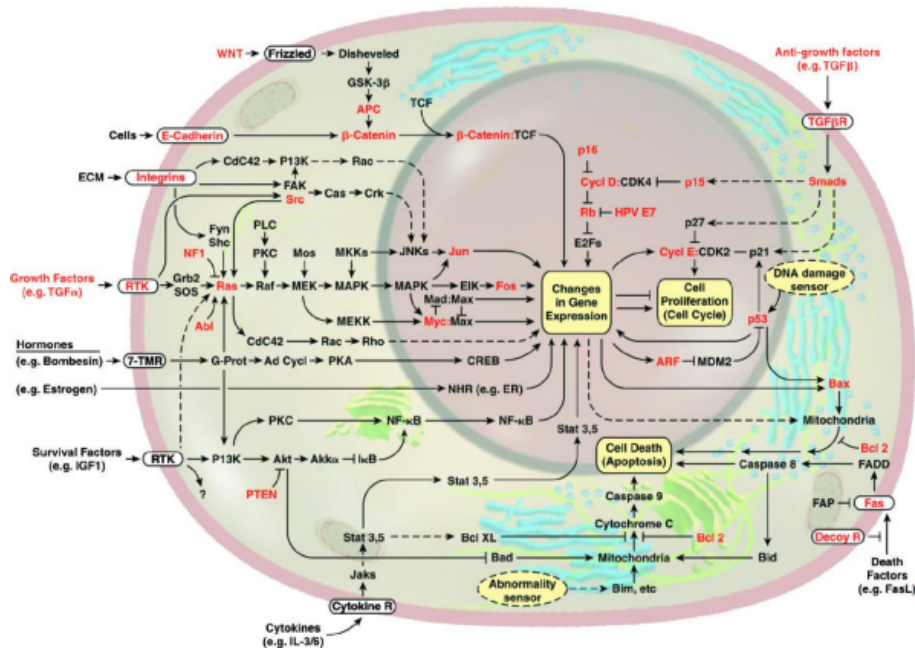 WNT
Frizzled
Disheveled
GSK-3β
APC
TCF
Cells
E-Cadherin
β-Catenin
β-Catenin:TCF
Anti-growth factors
(e.g. TGFβ)
TGFβR
p16
Cycl D:CDK4
p15
Smads
Rb
HPV E7
E2Fs
p27
Cycl E:CDK2
p21
DNA damage
sensor
ECM
Integrins
CdC42
P13K
Rac
FAK
Src
Cas
Crk
Fyn
Shc
PLC
NF1
PKC
Mos
MKKs
JNKs
Jun
Growth Factors
(e.g. TGFα)
RTK
Grb2
SOS
Ras
Raf
MEK
MAPK
MAPK
ElK
Fos
Mad:Max
Myc:Max
Abl
MEKK
CdC42
Rac
Rho
Changes
in Gene
Expression
Cell
Proliferation
(Cell Cycle)
p53
ARF
MDM2
Hormones
(e.g. Bombesin)
7-TMR
G-Prot
Ad Cycl
PKA
CREB
(e.g. Estrogen)
NHR (e.g. ER)
Bax
PKC
NF-κB
NF-κB
Stat 3,5
Mitochondria
Survival Factors
(e.g. IGF1)
RTK
P13K
Akt
Akkα
IκB
Cell Death
(Apoptosis)
Bcl 2
Caspase 8
FADD
?
PTEN
Stat 3,5
Caspase 9
FAP
Fas
Cytochrome C
Stat 3,5
Bcl XL
Bcl 2
Decoy R
Bad
Mitochondria
Bid
Death
Factors
(e.g. FasL)
Jaks
Abnormality
sensor
Bim, etc
Cytokine R
Cytokines
(e.g. IL-3/6)